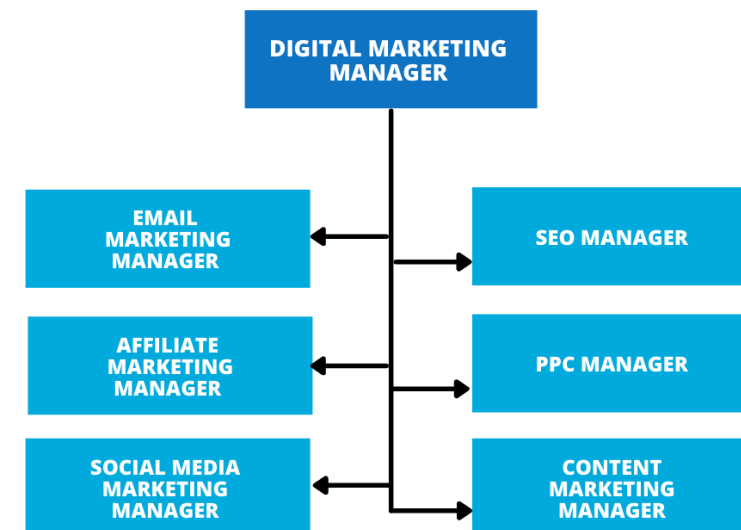 DIGITAL MARKETING
MANAGER
EMAIL
MARKETING
MANAGER
SEO MANAGER
AFFILIATE
MARKETING
MANAGER
PPC MANAGER
SOCIAL MEDIA
MARKETING
MANAGER
CONTENT
MARKETING
MANAGER